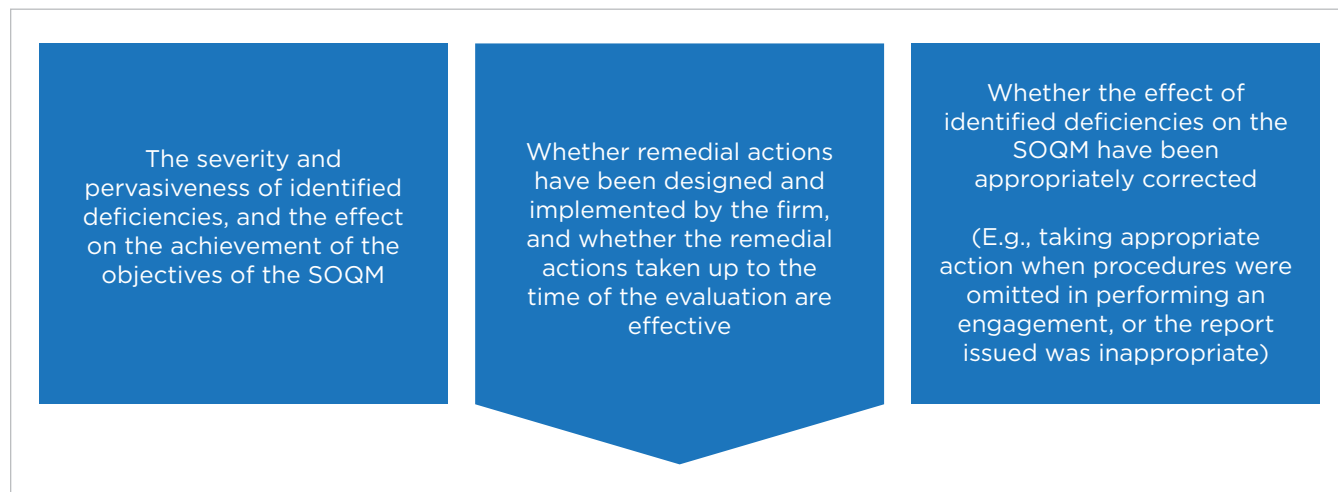 The severity and
pervasiveness of identified
deficiencies, and the effect
on the achievement of the
objectives of the SOQM
Whether remedial actions
have been designed and
implemented by the firm,
and whether the remedial
actions taken up to the
time of the evaluation are
effective
Whether the effect of
identified deficiencies on the
SOQM have been
appropriately corrected
(E.g., taking appropriate
action when procedures were
omitted in performing an
engagement, or the report
issued was inappropriate)